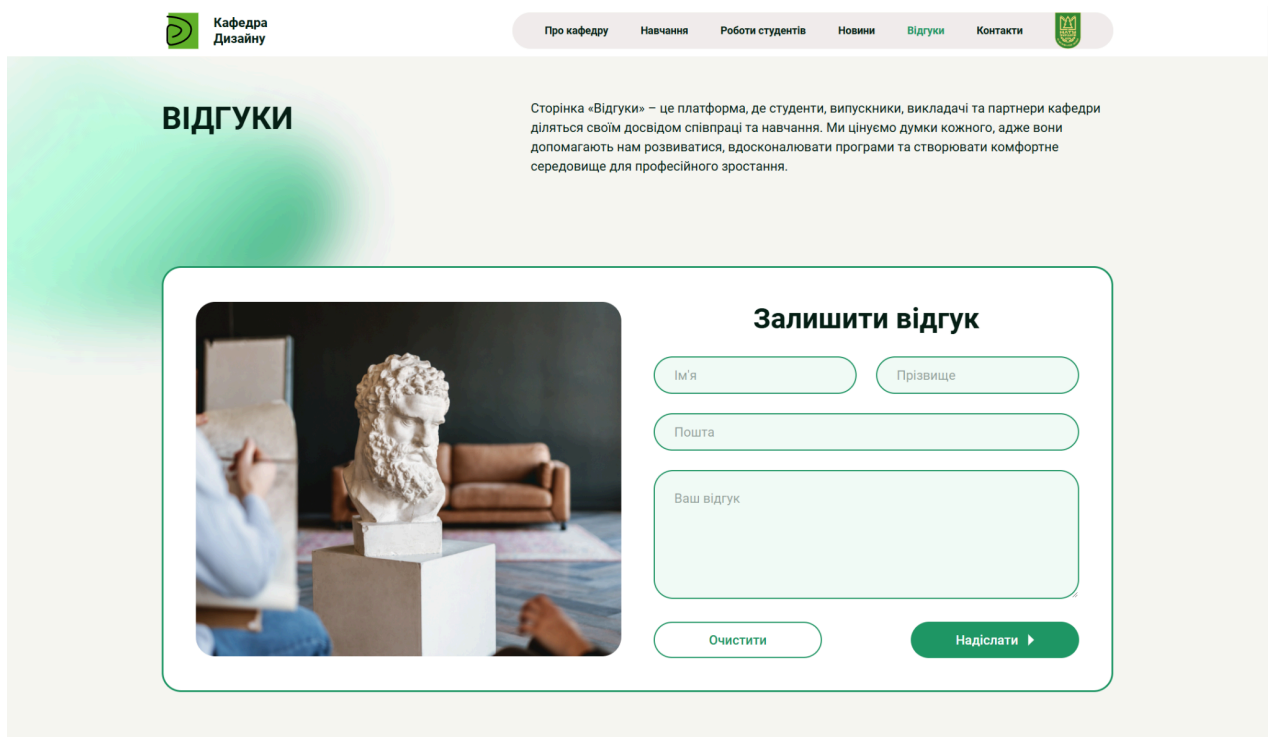 Кафедра
Дизайну
Про кафедру
Навчання
Роботи студентів
Новини
Відгуки
Контакти
ВІДГУКИ
Сторінка «Відгуки» – це платформа, де студенти, випускники, викладачі та партнери кафедри
діляться своїм досвідом співпраці та навчання. Ми цінуємо думки кожного, адже вони
допомагають нам розвиватися, вдосконалювати програми та створювати комфортне
середовище для професійного зростання.
Залишити відгук
Ім'я
Прізвище
Пошта
Ваш відгук
Очистити
Надіслати